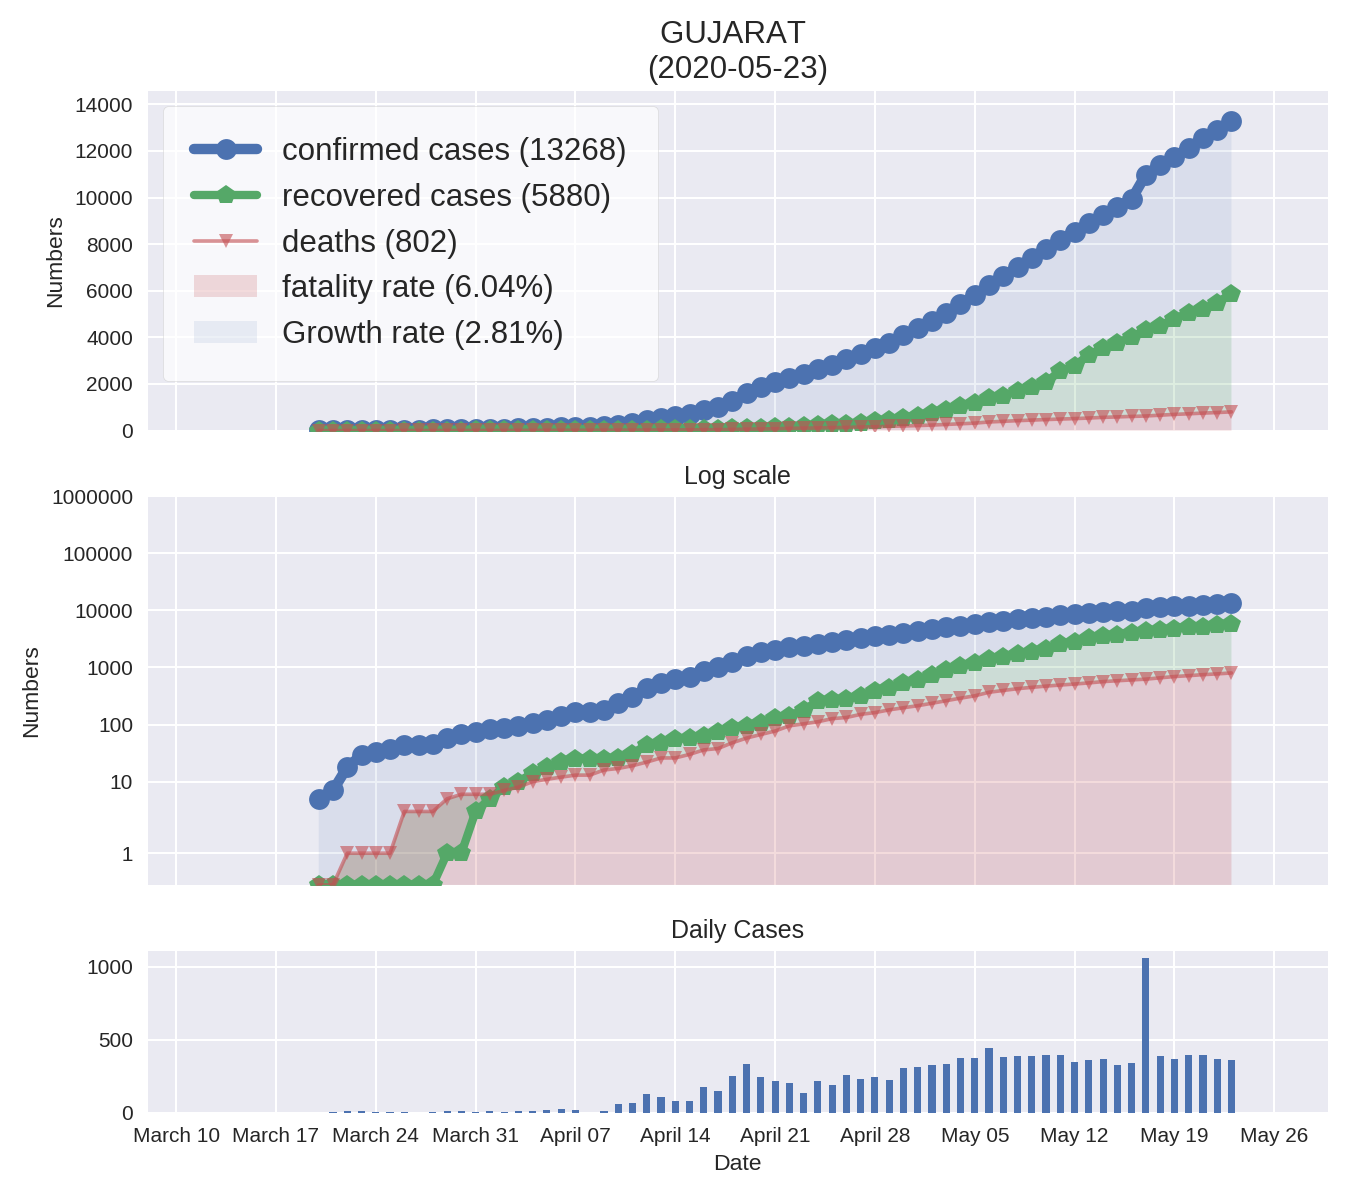 GUJARAT
(2020-05-23)
14000
12000
10000
8000
6000
4000
2000
0
Numbers
confirmed cases (13268)
recovered cases (5880)
deaths (802)
fatality rate (6.04%)
Growth rate (2.81%)
Log scale
1000000
100000
10000
1000
100
10
1
Numbers
Daily Cases
1000
500
0
March 10 March 17 March 24 March 31 April 07 April 14 April 21 April 28 May 05 May 12 May 19 May 26
Date